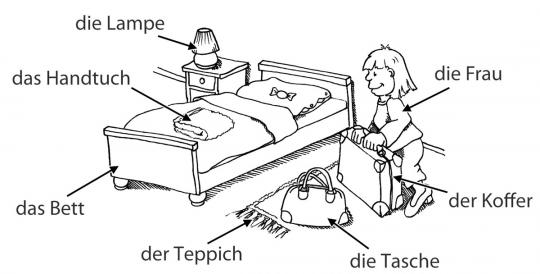 die Lampe
das Handtuch
die Frau
das Bett
der Koffer
der Teppich
die Tasche